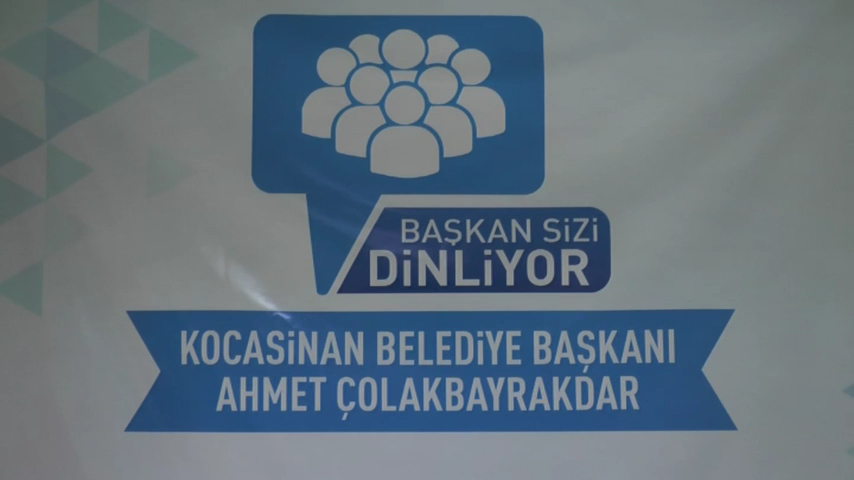 BAŞKAN SİZİ
DİNLİYOR
KOCASİNAN BELEDİYE BAŞKANI
AHMET ÇOLAKBAYRAKDAR